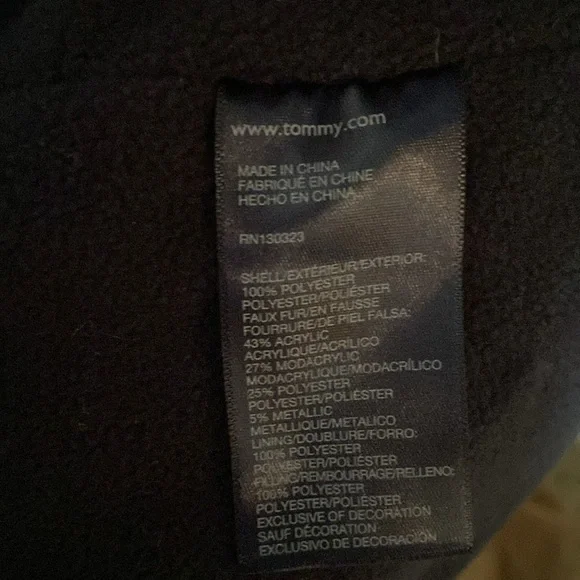 www.tommy.com
MADE IN CHINA
FABRIQUÉ EN CHINE
HECHO EN CHINA
RN130323
SHELL/EXTÉRIEUR/EXTERIOR:
100% POLYESTER
POLYESTER/POLIÉSTER
FAUX FUR/EN FAUSSE
FOURRURE/DE PIEL FALSA:
43% ACRYLIC
ACRYLIQUE/ACRÍLICO
27% MODACRYLIC
MODACRYLIQUE/MODACRÍLICO
25% POLYESTER
POLYESTER/POLIÉSTER
5% METALLIC
METALLIQUE/METALICO
LINING/DOUBLURE/FORRO:
100% POLYESTER
POLYESTER/POLIÉSTER
FILLING/REMBOURRAGE/RELLENO:
100% POLYESTER
POLYESTER/POLIÉSTER
EXCLUSIVE OF DECORATION
SAUF DÉCORATION
EXCLUSIVO DE DECORACIÓN